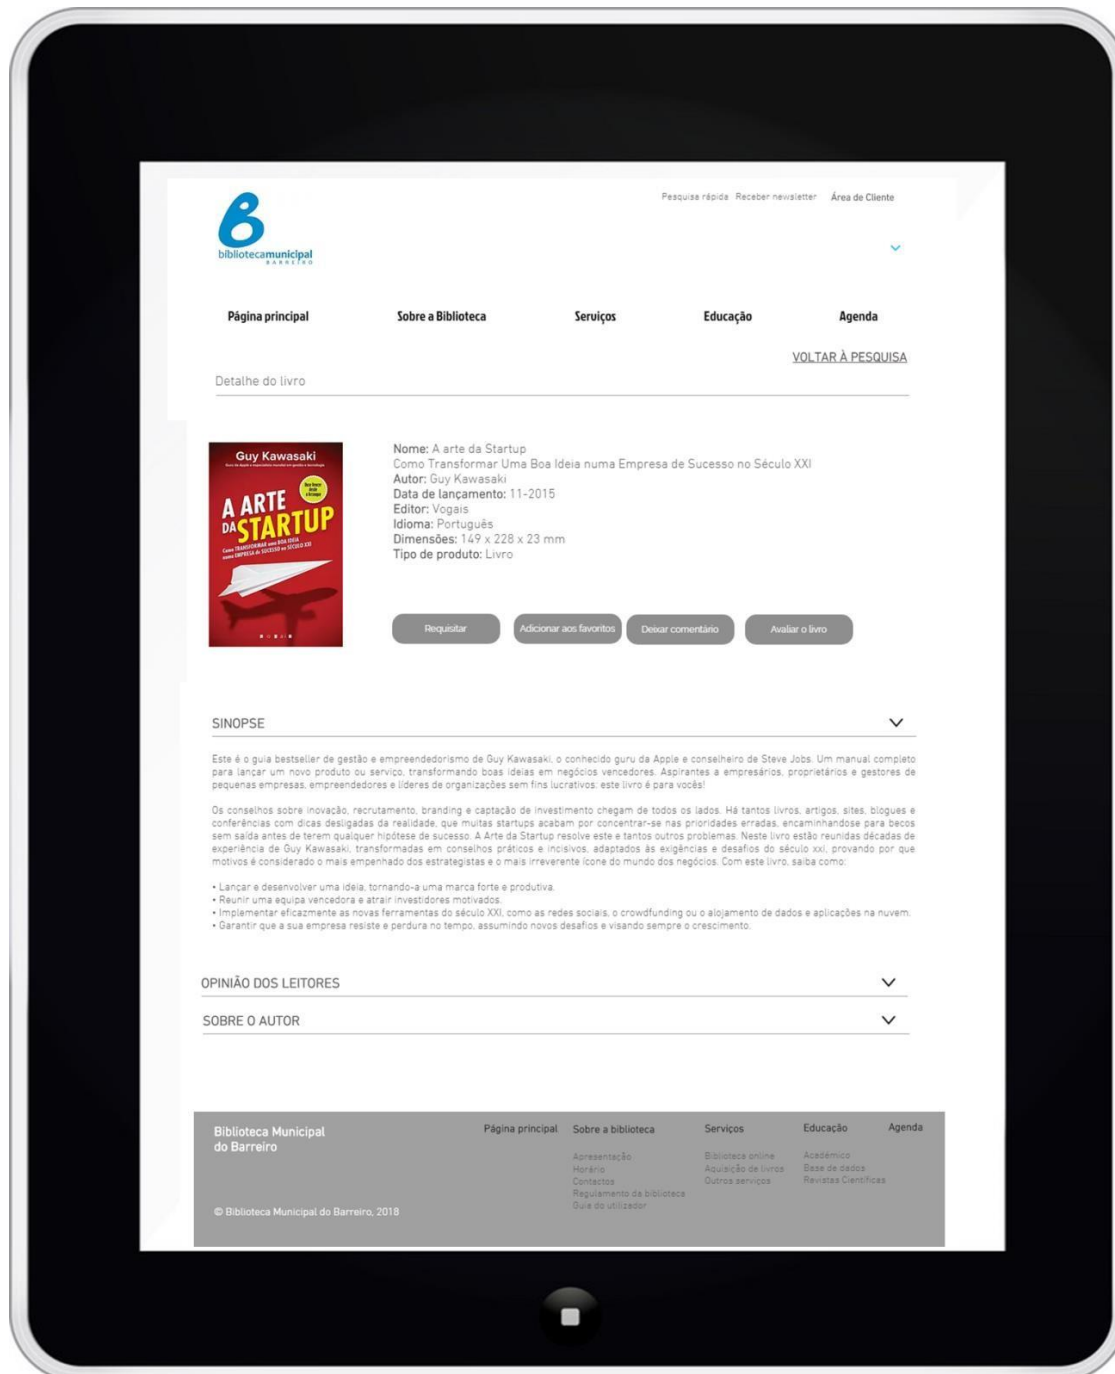 Pesquisa rápida Receber newsletter Área de Cliente
B
bibliotecamunicipal
BARREIRO
Página principal Sobre a Biblioteca Serviços Educação Agenda
VOLTAR À PESQUISA
Detalhe do livro
Guy Kawasaki
A ARTE
DA STARTUP
Como TRANSFORMAR uma BOA IDEIA
numa EMPRESA de SUCESSO no SÉCULO XXI
Nome: A arte da Startup
Como Transformar Uma Boa Ideia numa Empresa de Sucesso no Século XXI
Autor: Guy Kawasaki
Data de lançamento: 11-2015
Editor: Vogais
Idioma: Português
Dimensões: 149 x 228 x 23 mm
Tipo de produto: Livro
Requisitar Adicionar aos favoritos Deixar comentário Avaliar o livro
SINOPSE
Este é o guia bestseller de gestão e empreendedorismo de Guy Kawasaki, o conhecido guru da Apple e conselheiro de Steve Jobs. Um manual completo
para lançar um novo produto ou serviço, transformando boas ideias em negócios vencedores. Aspirantes a empresários, proprietários e gestores de
pequenas empresas, empreendedores e líderes de organizações sem fins lucrativos: este livro é para vocês!
Os conselhos sobre inovação, recrutamento, branding e captação de investimento chegam de todos os lados. Há tantos livros, artigos, sites, blogues e
conferências com dicas desligadas da realidade, que muitas startups acabam por concentrar-se nas prioridades erradas, encaminhandose para becos
sem saída antes de terem qualquer hipótese de sucesso. A Arte da Startup resolve este e tantos outros problemas. Neste livro estão reunidas décadas de
experiência de Guy Kawasaki, transformadas em conselhos práticos e incisivos, adaptados às exigências e desafios do século xxi, provando por que
motivos é considerado o mais empenhado dos estrategistas e o mais irreverente ícone do mundo dos negócios. Com este livro, saiba como:
• Lançar e desenvolver uma ideia, tornando-a uma marca forte e produtiva.
• Reunir uma equipa vencedora e atrair investidores motivados.
• Implementar eficazmente as novas ferramentas do século XXI, como as redes sociais, o crowdfunding ou o alojamento de dados e aplicações na nuvem.
• Garantir que a sua empresa resiste e perdura no tempo, assumindo novos desafios e visando sempre o crescimento.
OPINIÃO DOS LEITORES
SOBRE O AUTOR
Biblioteca Municipal
do Barreiro
© Biblioteca Municipal do Barreiro, 2018
Página principal
Sobre a biblioteca
Apresentação
Horário
Contactos
Regulamento da biblioteca
Guia do utilizador
Serviços
Biblioteca online
Aquisição de livros
Outros serviços
Educação
Académico
Base de dados
Revistas Científicas
Agenda